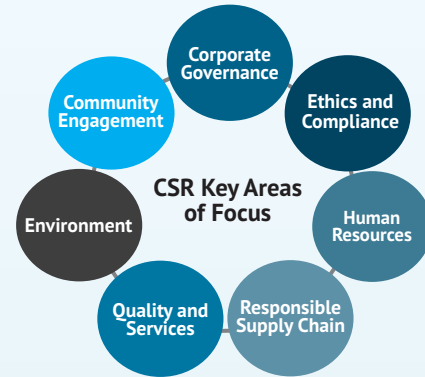 Corporate
Governance
Ethics and
Compliance
Human
Resources
Responsible
Supply Chain
Quality and
Services
Environment
Community
Engagement
CSR Key Areas
of Focus